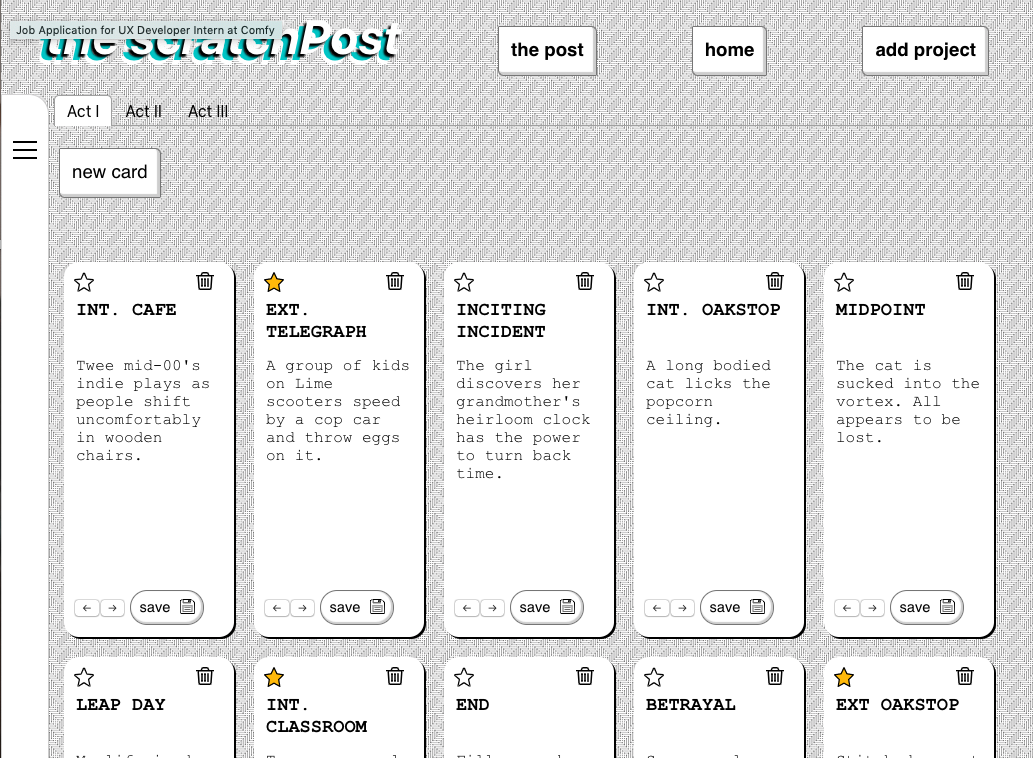 Job Application for UX Developer Intern at Comfy
the scratchPost
the post
home
add project
Act I
Act II
Act III
new card
INT. CAFE
Twee mid-00's
indie plays as
people shift
uncomfortably
in wooden
chairs.
save
EXT.
TELEGRAPH
A group of kids
on Lime
scooters speed
by a cop car
and throw eggs
on it.
save
INCITING
INCIDENT
The girl
discovers her
grandmother's
heirloom clock
has the power
to turn back
time.
save
INT. OAKSTOP
A long bodied
cat licks the
popcorn
ceiling.
save
MIDPOINT
The cat is
sucked into the
vortex. All
appears to be
lost.
save
LEAP DAY
INT.
CLASSROOM
END
BETRAYAL
EXT OAKSTOP